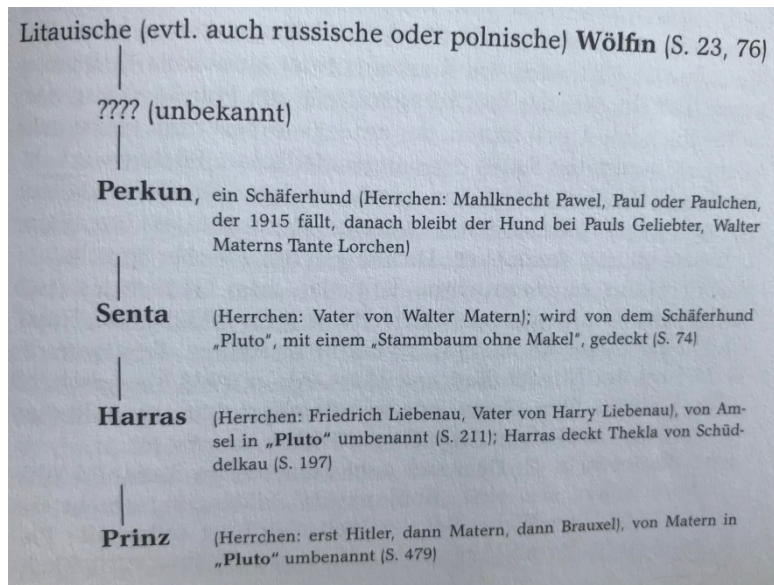 Litauische (evtl. auch russische oder polnische) Wölfin (S. 23, 76)
???? (unbekannt)
Perkun, ein Schäferhund (Herrchen: Mahlknecht Pawel, Paul oder Paulchen,
der 1915 fällt, danach bleibt der Hund bei Pauls Geliebter, Walter
Materns Tante Lorchen)
Senta (Herrchen: Vater von Walter Matern); wird von dem Schäferhund
„Pluto“, mit einem „Stammbaum ohne Makel“, gedeckt (S. 74)
Harras (Herrchen: Friedrich Liebenau, Vater von Harry Liebenau), von Am-
sel in „Pluto“ umbenannt (S. 211); Harras deckt Thekla von Schüd-
delkau (S. 197)
Prinz (Herrchen: erst Hitler, dann Matern, dann Brauxel), von Matern in
„Pluto“ umbenannt (S. 479)